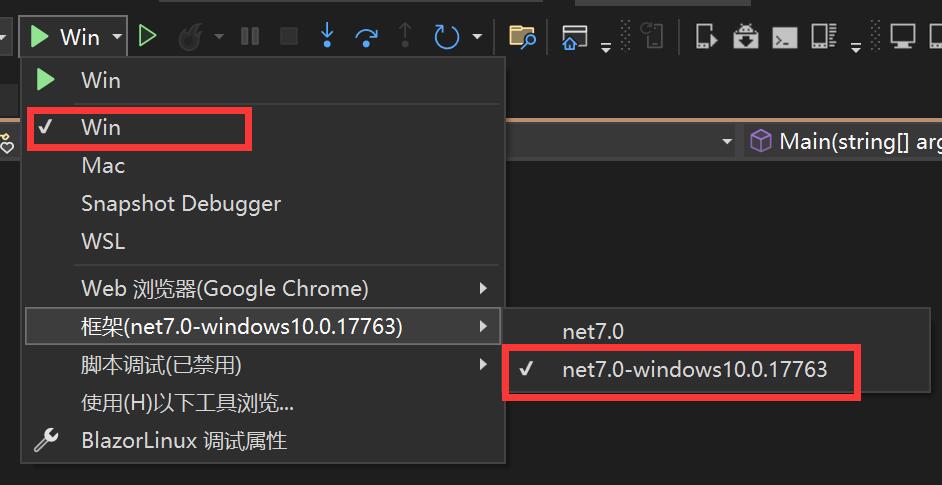 Win
Win
Win
Main(string[] arg
Mac
Snapshot Debugger
WSL
Web 浏览器(Google Chrome)
框架(net7.0-windows10.0.17763)
net7.0
脚本调试(已禁用)
net7.0-windows10.0.17763
使用(H)以下工具浏览...
BlazorLinux 调试属性